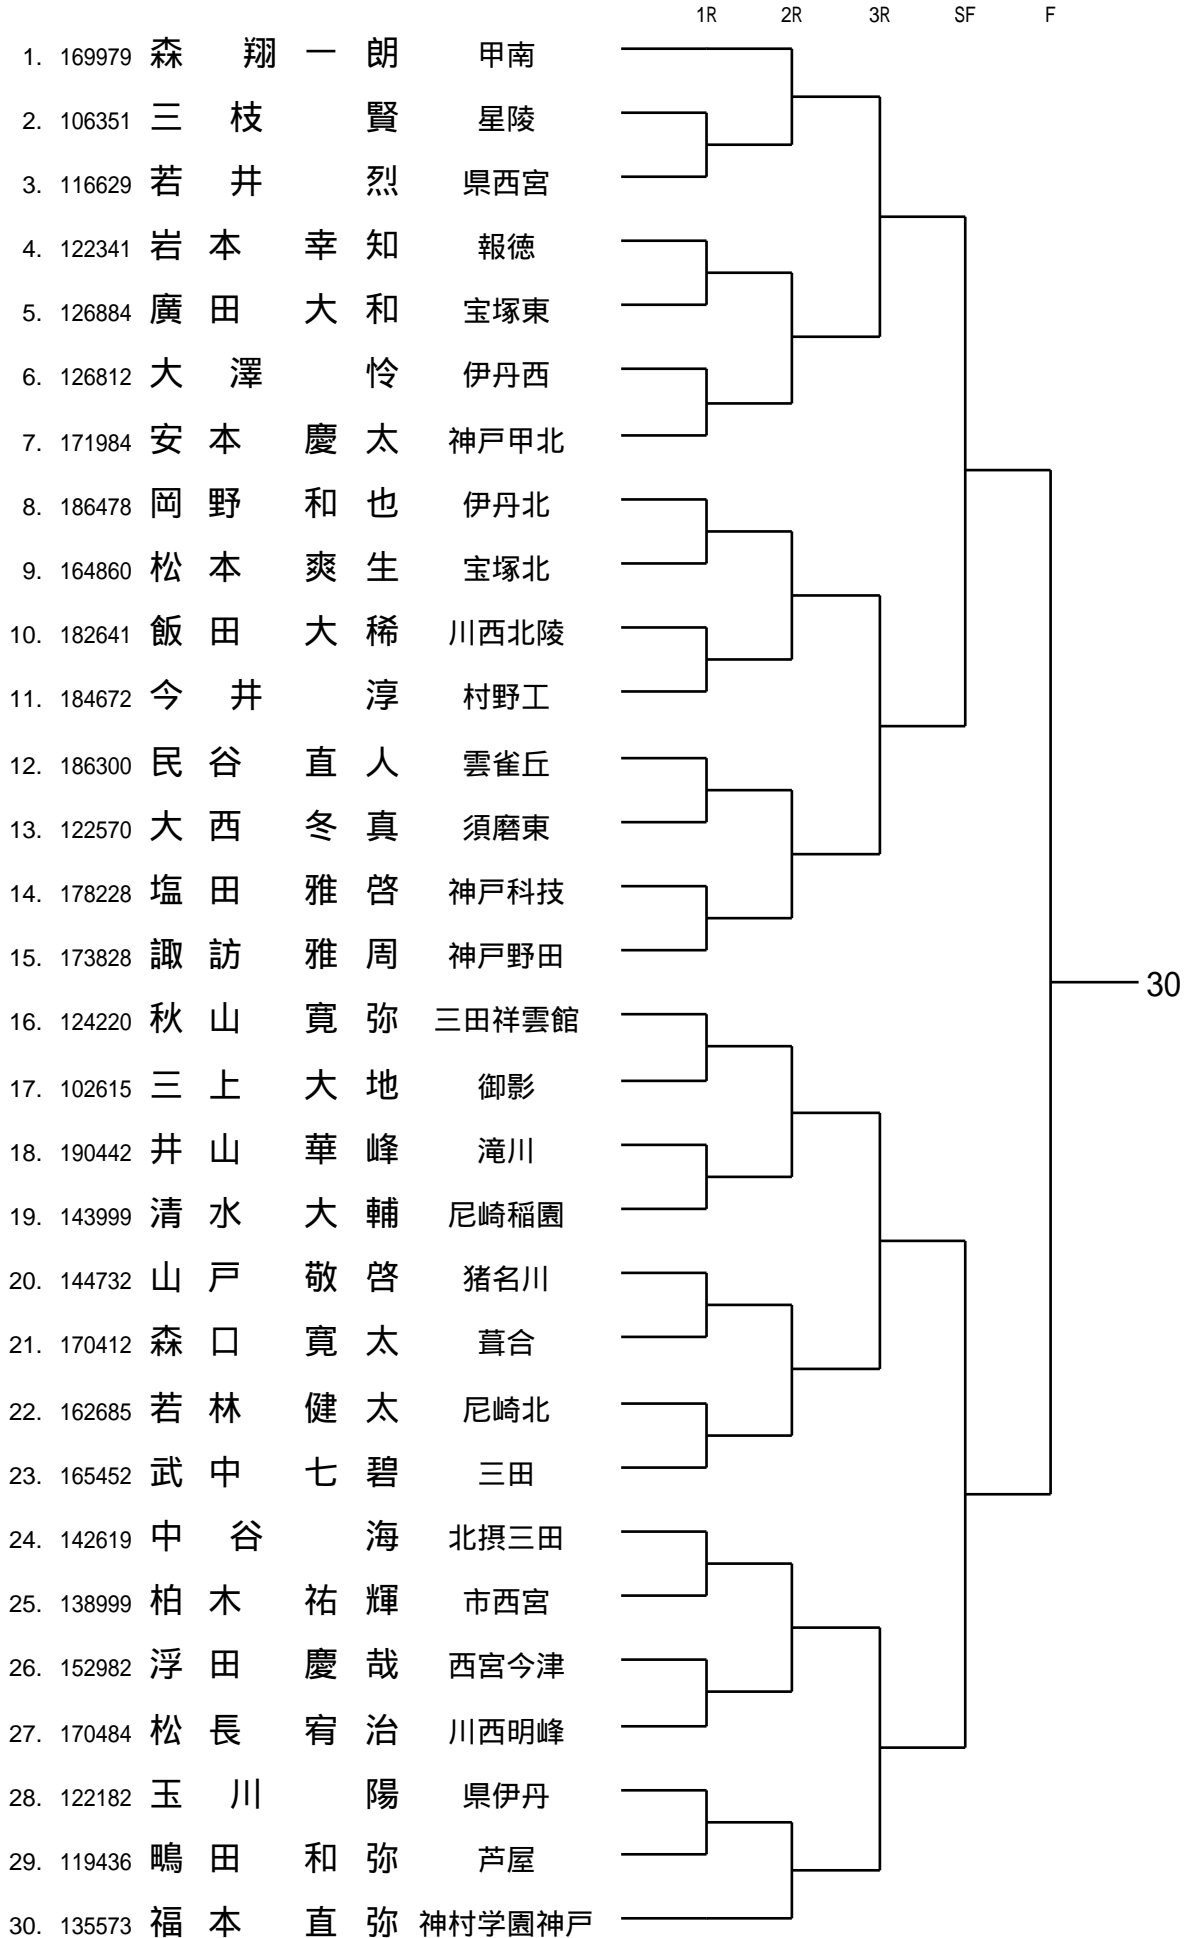 1R 2R 3R SF F
1. 169979 森 翔一朗 甲南
2. 106351 三枝 賢 星陵
3. 116629 若井 烈 県西宮
4. 122341 岩本 幸知 報徳
5. 126884 廣田 大和 宝塚東
6. 126812 大澤 怜 伊丹西
7. 171984 安本 慶太 神戸甲北
8. 186478 岡野 和也 伊丹北
9. 164860 松本 爽生 宝塚北
10. 182641 飯田 大稀 川西北陵
11. 184672 今井 淳 村野工
12. 186300 民谷 直人 雲雀丘
13. 122570 大西 冬真 須磨東
14. 178228 塩田 雅啓 神戸科技
15. 173828 諏訪 雅周 神戸野田
30
16. 124220 秋山 寛弥 三田祥雲館
17. 102615 三上 大地 御影
18. 190442 井山 華峰 滝川
19. 143999 清水 大輔 尼崎稲園
20. 144732 山戸 敬啓 猪名川
21. 170412 森口 寛太 葺合
22. 162685 若林 健太 尼崎北
23. 165452 武中 七碧 三田
24. 142619 中谷 海 北摂三田
25. 138999 柏木 祐輝 市西宮
26. 152982 浮田 慶哉 西宮今津
27. 170484 松長 宥治 川西明峰
28. 122182 玉川 陽 県伊丹
29. 119436 鴫田 和弥 芦屋
30. 135573 福本 直弥 神村学園神戸